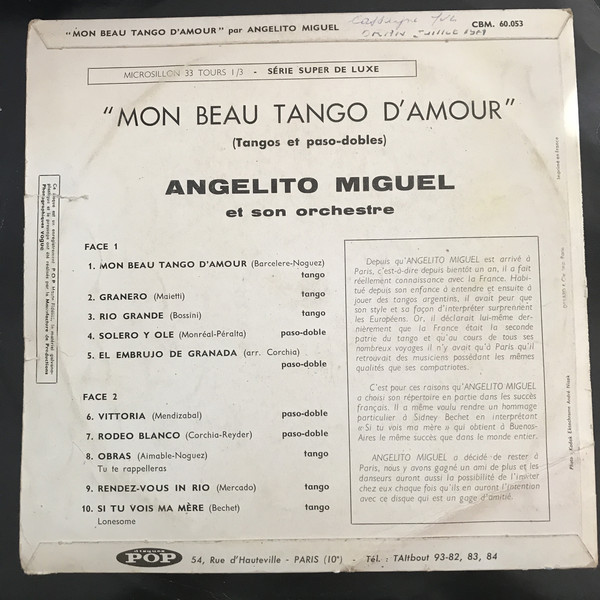 "MON BEAU TANGO D'AMOUR" par ANGELITO MIGUEL
CBM. 60.053
MICROSILLON 33 TOURS 1/3 - SÉRIE SUPER DE LUXE
"MON BEAU TANGO D'AMOUR"
(Tangos et paso-dobles)
ANGELITO MIGUEL
et son orchestre
FACE 1
1. MON BEAU TANGO D'AMOUR (Barcelere-Noguez)
tango
2. GRANERO (Maietti) tango
3. RIO GRANDE (Bossini) tango
4. SOLERO Y OLE (Monréal-Péralta) paso-doble
5. EL EMBRUJO DE GRANADA (arr. Corchia)
paso-doble
FACE 2
6. VITTORIA (Mendizabal) paso-doble
7. RODEO BLANCO (Corchia-Reyder) paso-doble
8. OBRAS (Aimable-Noguez) tango
Tu te rappelleras
9. RENDEZ-VOUS IN RIO (Mercado) tango
10. SI TU VOIS MA MÈRE (Bechet) tango
Lonesome
Depuis qu'ANGELITO MIGUEL est arrivé à
Paris, c'est-à-dire depuis bientôt un an, il a fait
réellement connaissance avec la France. Habi-
tué depuis son enfance à entendre et ensuite à
jouer des tangos argentins, il avait peur que
son style et sa façon d'interpréter surprennent
les Européens. Or, il déclarait lui-même der-
nièrement que la France était la seconde
patrie du tango et qu'au cours de tous ses
nombreux voyages il n'y avait qu'à Paris qu'il
retrouvait des musiciens possédant les mêmes
qualités que ses compatriotes.
C'est pour ces raisons qu'ANGELITO MIGUEL
a choisi son répertoire en partie dans les succès
français. Il a même voulu rendre un hommage
particulier à Sidney Bechet en interprétant
«Si tu vois ma mère» qui obtient à Buenos-
Aires le même succès que dans le monde entier.
ANGELITO MIGUEL a décidé de rester à
Paris, nous y avons gagné un ami de plus et les
danseurs auront aussi la possibilité de l'inviter
chez eux chaque fois qu'ils en auront l'intention
avec ce disque qui est un gage d'amitié.
Imprimé en France
Photo : Kodak Ektachrome André Nisak
disques
POP
54, Rue d'Hauteville - PARIS (10e) - Tél. : TAItbout 93-82, 83, 84